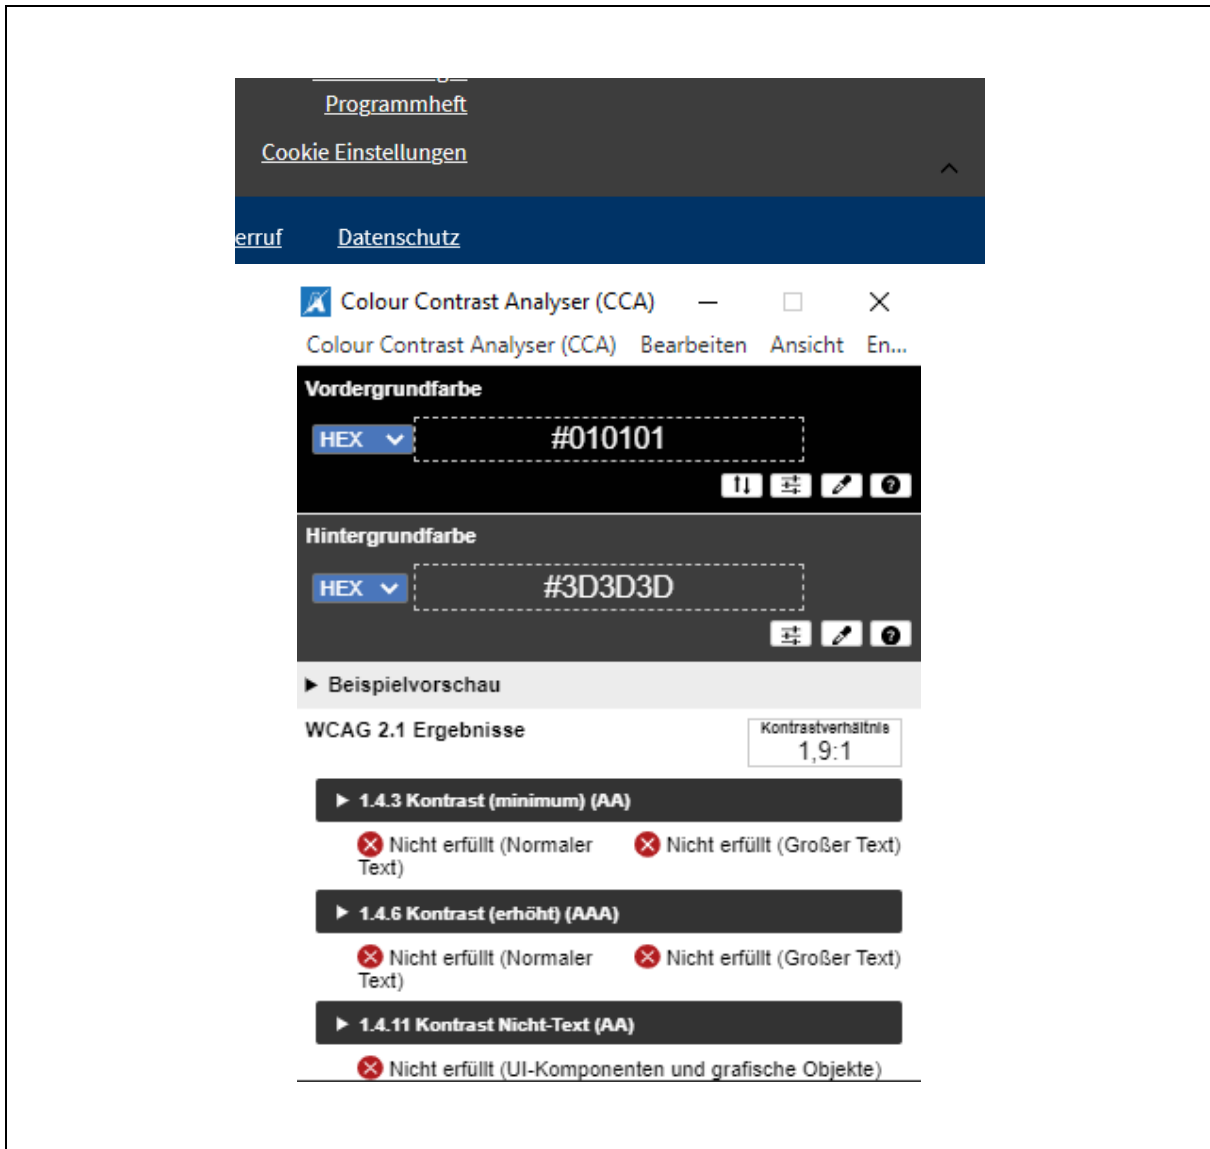 Programmheft
Cookie Einstellungen
erruf Datenschutz
Colour Contrast Analyser (CCA)
Colour Contrast Analyser (CCA) Bearbeiten Ansicht En...
Vordergrundfarbe
HEX #010101
Hintergrundfarbe
HEX #3D3D3D
Beispielvorschau
WCAG 2.1 Ergebnisse Kontrastverhältnis
1,9:1
1.4.3 Kontrast (minimum) (AA)
Nicht erfüllt (Normaler Nicht erfüllt (Großer Text)
Text)
1.4.6 Kontrast (erhöht) (AAA)
Nicht erfüllt (Normaler Nicht erfüllt (Großer Text)
Text)
1.4.11 Kontrast Nicht-Text (AA)
Nicht erfüllt (UI-Komponenten und grafische Objekte)